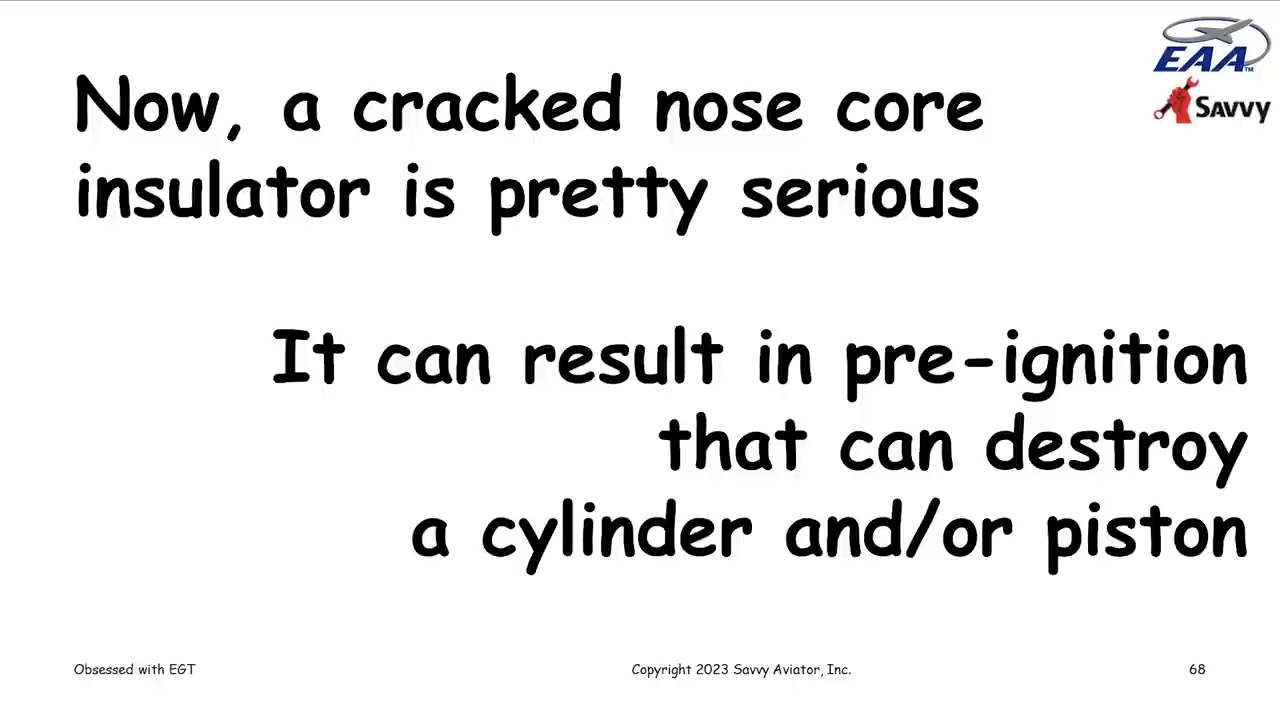 EAA™
Savvy
Now, a cracked nose core
insulator is pretty serious
It can result in pre-ignition
that can destroy
a cylinder and/or piston
Obsessed with EGT
Copyright 2023 Savvy Aviator, Inc.
68